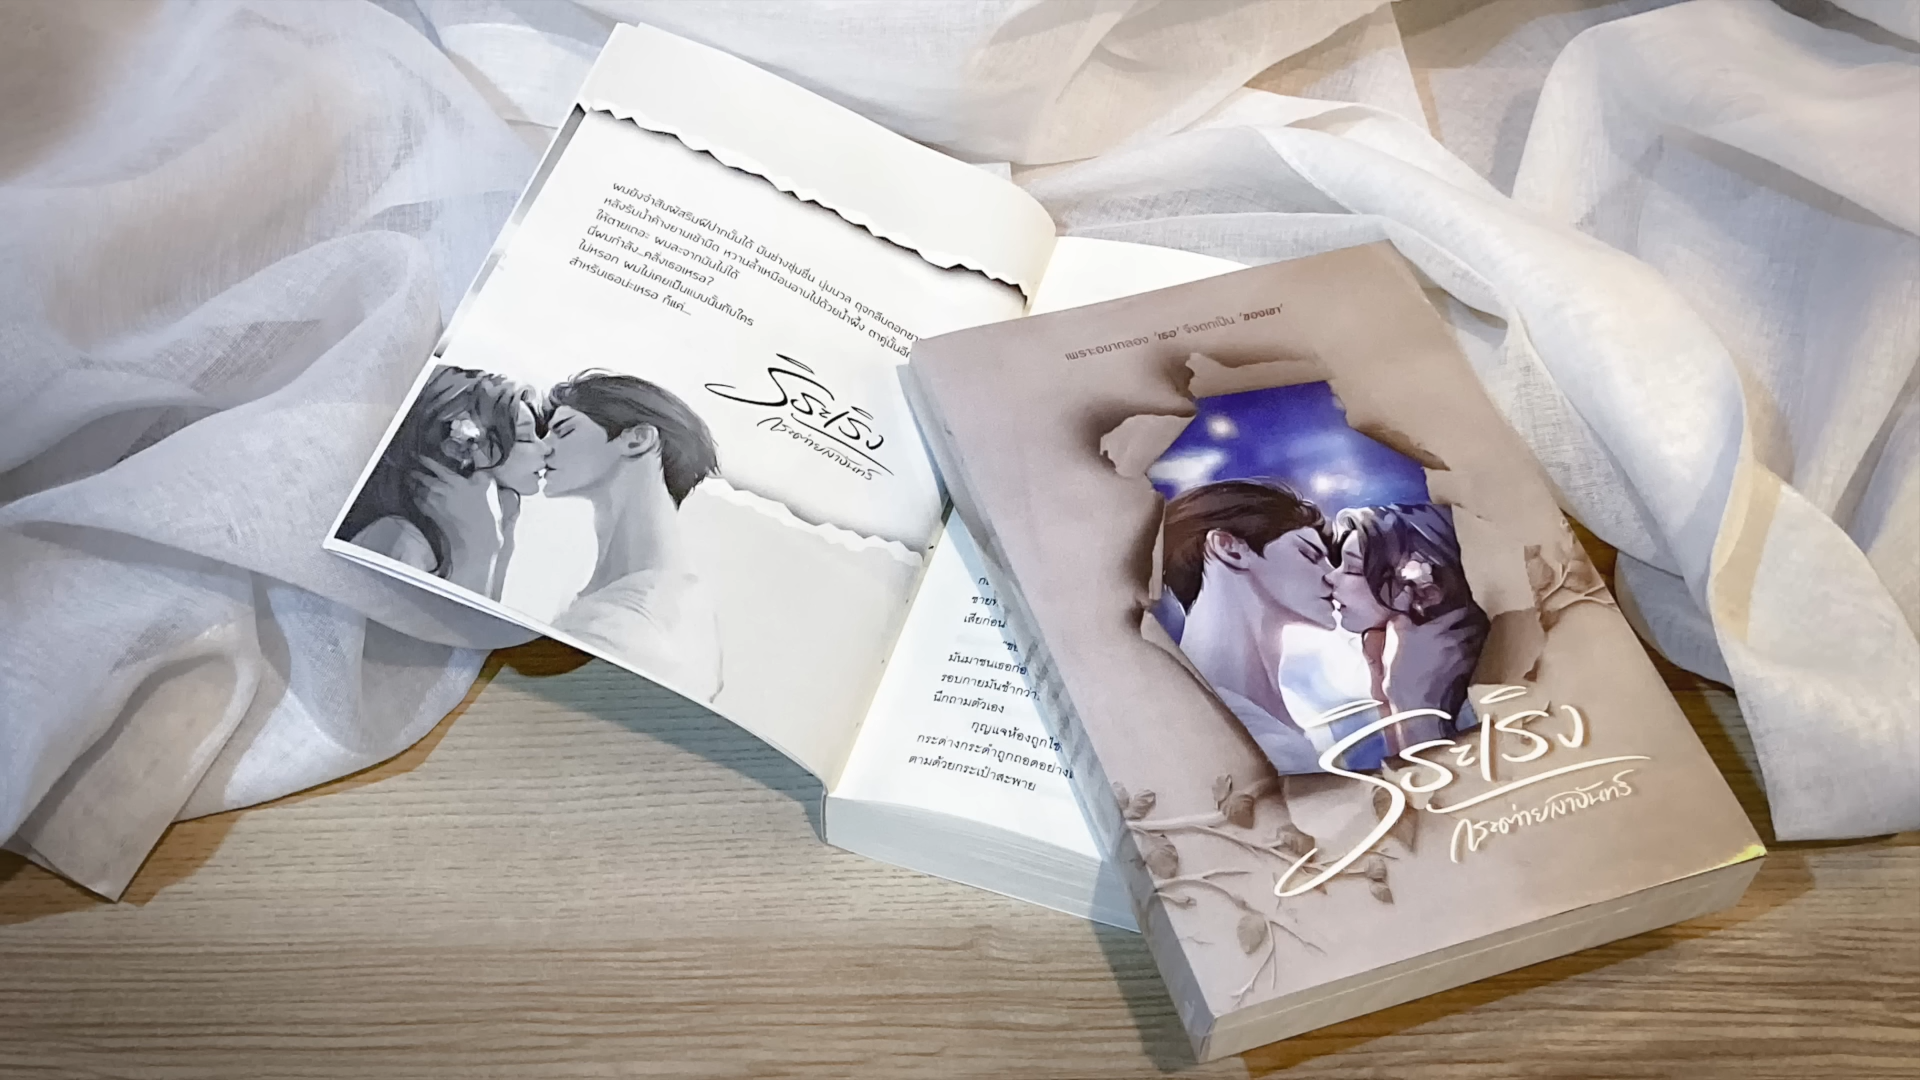 ผมยังจำสัมผัสริมฝีปากนั้นได้ มันช่างชุ่มชื่น นุ่มนวล ดุจกลีบดอก
หลังรับน้ำค้างยามเช้ามืด หวานล้ำเหมือนอาบไปด้วยน้ำผึ้ง ตาคู่นั้นอีก
ให้ตายเถอะ ผมละจากมันไม่ได้
นี่ผมกำลัง...คลั่งเธอเหรอ?
ไม่หรอก ผมไม่เคยเป็นแบบนั้นกับใคร
สำหรับเธอน่ะเหรอ ก็แค่...
เริงระเริง
กระต่ายลาจันทร์
เสียก่อน
มันมาชนเธอก่อ
รอบกายมันช้ากว่า
นึกถามตัวเอง
กุญแจห้องถูกไข
กระต่างกระดำถูกถอดอย่าง
ตามด้วยกระเป๋าสะพาย
เพราะอยากลอง 'เธอ' จึงตกเป็น 'ของเขา'
เริงระเริง
กระต่ายลาจันทร์